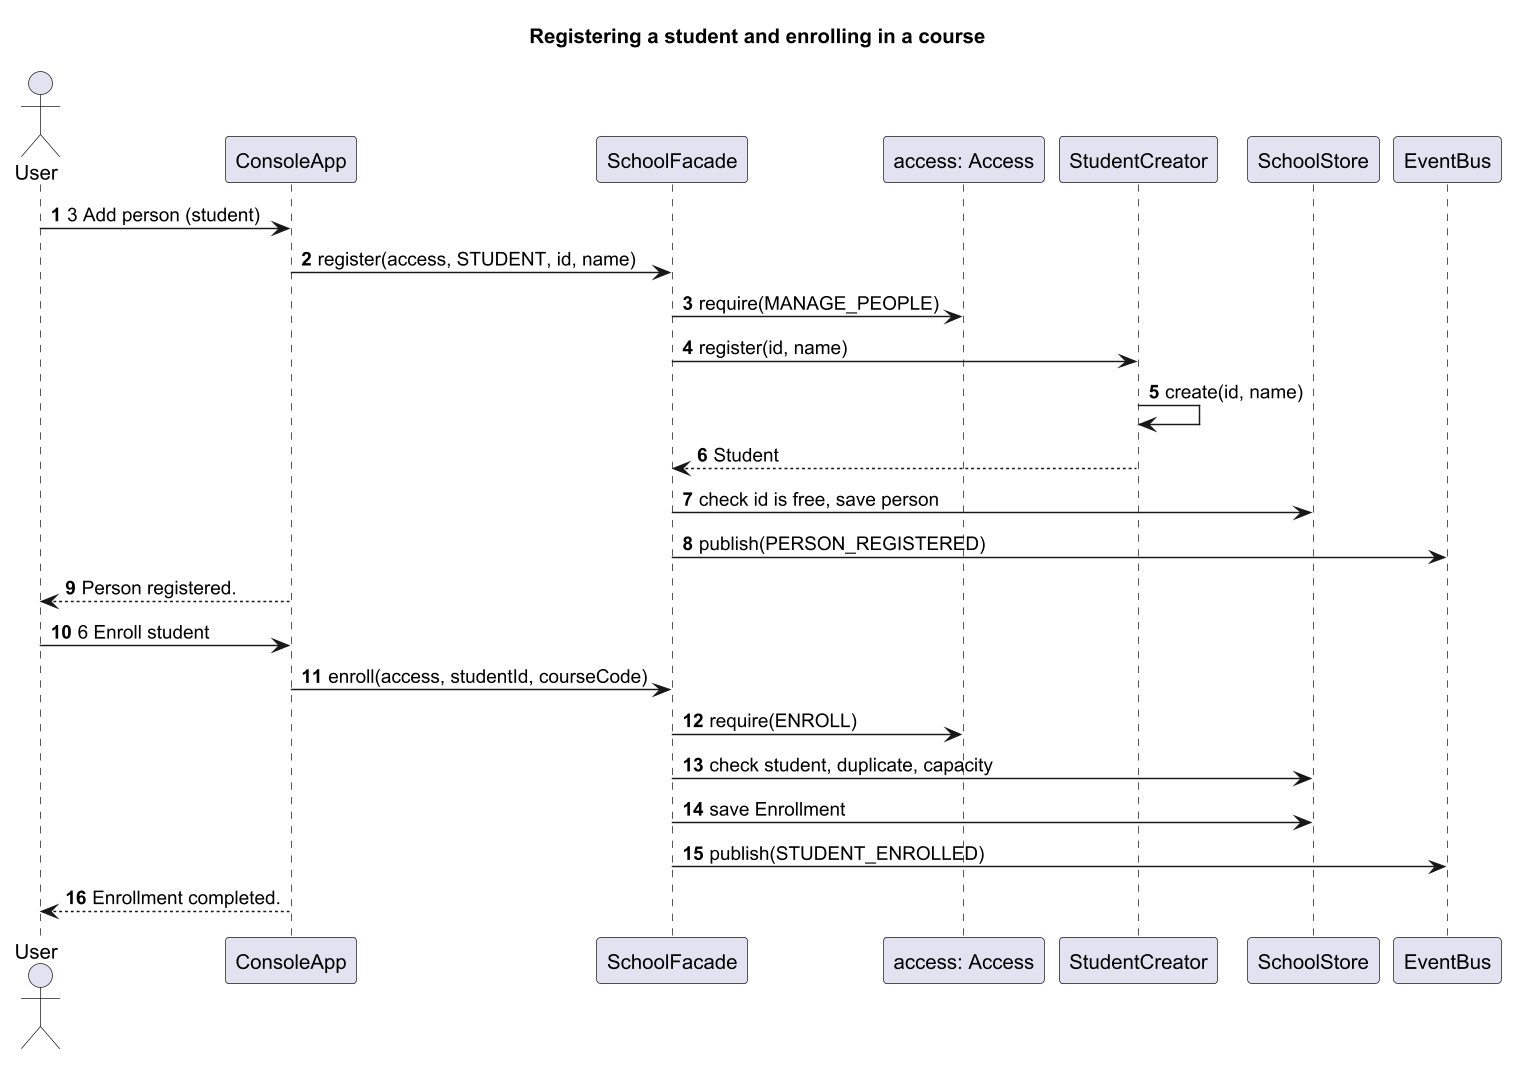 Registering a student and enrolling in a course
User
ConsoleApp
SchoolFacade
access: Access
StudentCreator
SchoolStore
EventBus
1 3 Add person (student)
2 register(access, STUDENT, id, name)
3 require(MANAGE_PEOPLE)
4 register(id, name)
5 create(id, name)
6 Student
7 check id is free, save person
8 publish(PERSON_REGISTERED)
9 Person registered.
10 6 Enroll student
11 enroll(access, studentId, courseCode)
12 require(ENROLL)
13 check student, duplicate, capacity
14 save Enrollment
15 publish(STUDENT_ENROLLED)
16 Enrollment completed.
User
ConsoleApp
SchoolFacade
access: Access
StudentCreator
SchoolStore
EventBus